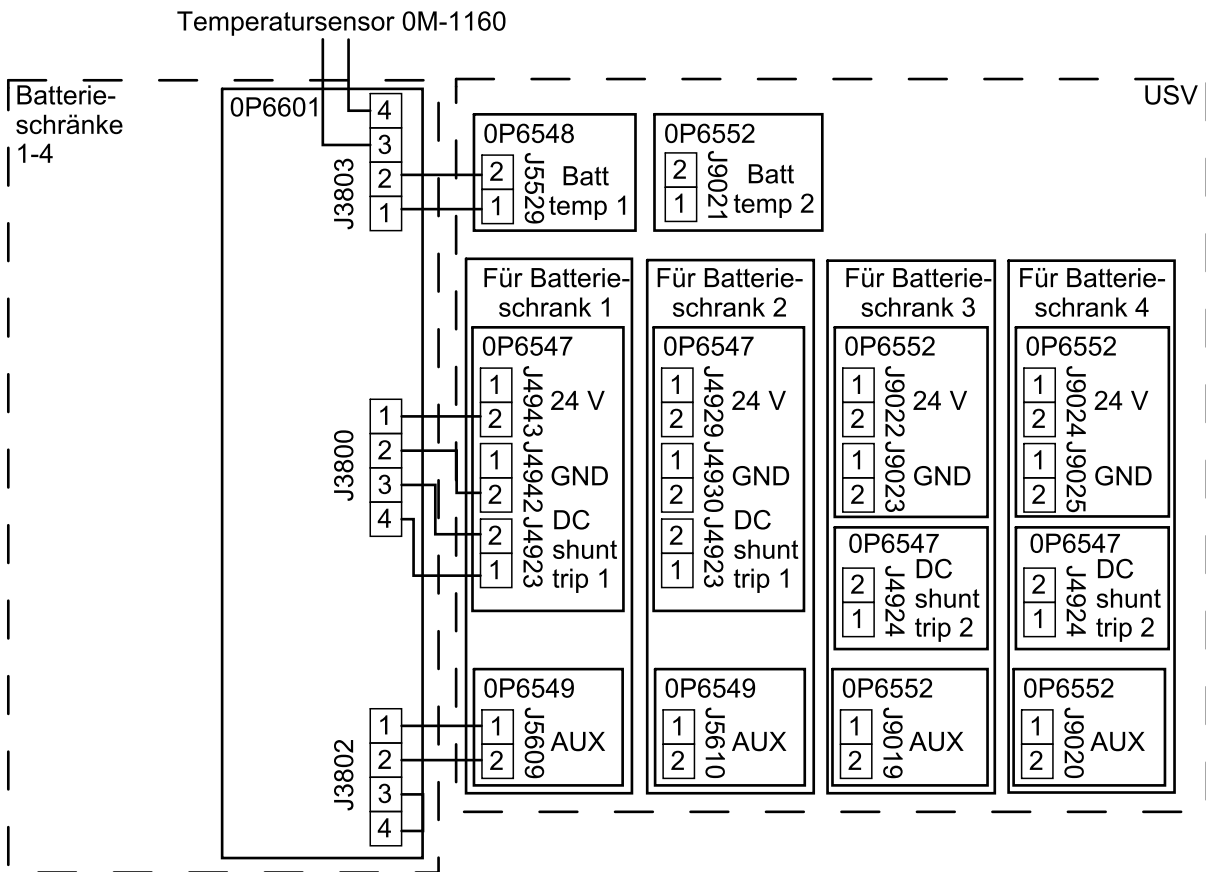 Temperatursensor 0M-1160
Batterie-
schränke
1-4
USV
0P6601
J3803
4
3
2
1
J3800
1
2
3
4
J3802
1
2
3
4
0P6548
2
1
J5529
Batt
temp 1
0P6552
2
1
J9021
Batt
temp 2
Für Batterie-
schrank 1
0P6547
1
2
J4943
24 V
1
2
J4942
GND
2
1
J4923
DC
shunt
trip 1
0P6549
1
2
J5609
AUX
Für Batterie-
schrank 2
0P6547
1
2
J4929
24 V
1
2
J4930
GND
2
1
J4923
DC
shunt
trip 1
0P6549
1
2
J5610
AUX
Für Batterie-
schrank 3
0P6552
1
2
J9022
24 V
1
2
J9023
GND
0P6547
2
1
J4924
DC
shunt
trip 2
0P6552
1
2
J9019
AUX
Für Batterie-
schrank 4
0P6552
1
2
J9024
24 V
1
2
J9025
GND
0P6547
2
1
J4924
DC
shunt
trip 2
0P6552
1
2
J9020
AUX